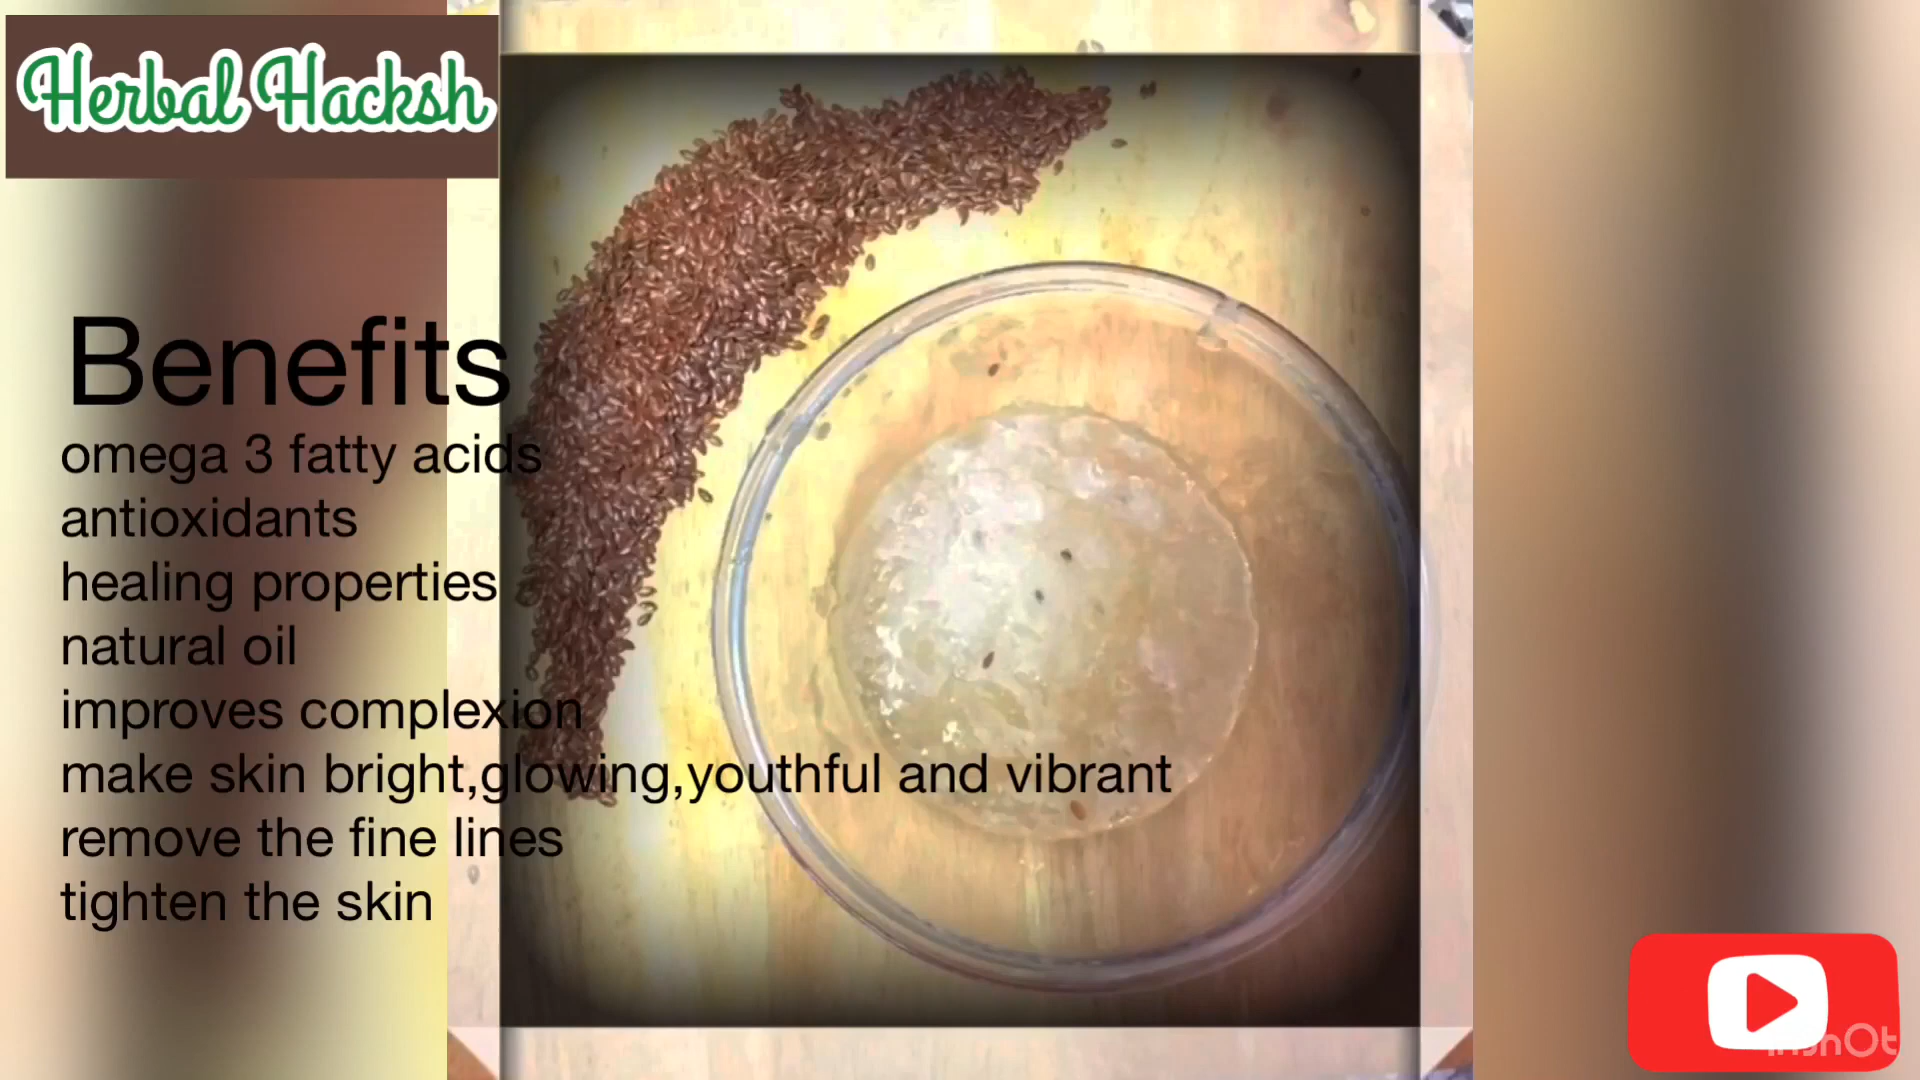 Herbal Hacksh
Benefits
omega 3 fatty acids
antioxidants
healing properties
natural oil
improves complexion
make skin bright,glowing,youthful and vibrant
remove the fine lines
tighten the skin